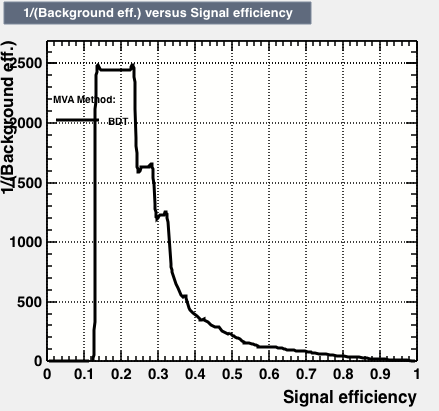 1/(Background eff.) versus Signal efficiency
1/(Background eff.)
2500
2000
1500
1000
500
0
MVA Method:
BDT
0 0.1 0.2 0.3 0.4 0.5 0.6 0.7 0.8 0.9 1
Signal efficiency